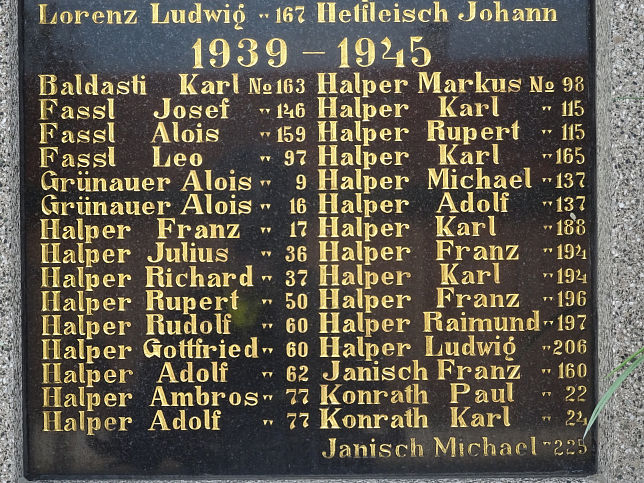 Lorenz Ludwig " 167 Hetfleisch Johann
1939 – 1945
Baldasti Karl No 163
Fassl Josef " 146
Fassl Alois " 159
Fassl Leo " 97
Grünauer Alois " 9
Grünauer Alois " 16
Halper Franz " 17
Halper Julius " 36
Halper Richard " 37
Halper Rupert " 50
Halper Rudolf " 60
Halper Gottfried " 60
Halper Adolf " 62
Halper Ambros " 77
Halper Adolf " 77
Halper Markus No 98
Halper Karl " 115
Halper Rupert " 115
Halper Karl " 165
Halper Michael " 137
Halper Adolf " 137
Halper Karl " 188
Halper Franz " 194
Halper Karl " 194
Halper Franz " 196
Halper Raimund " 197
Halper Ludwig " 206
Janisch Franz " 160
Konrath Paul " 22
Konrath Karl " 24
Janisch Michael " 225